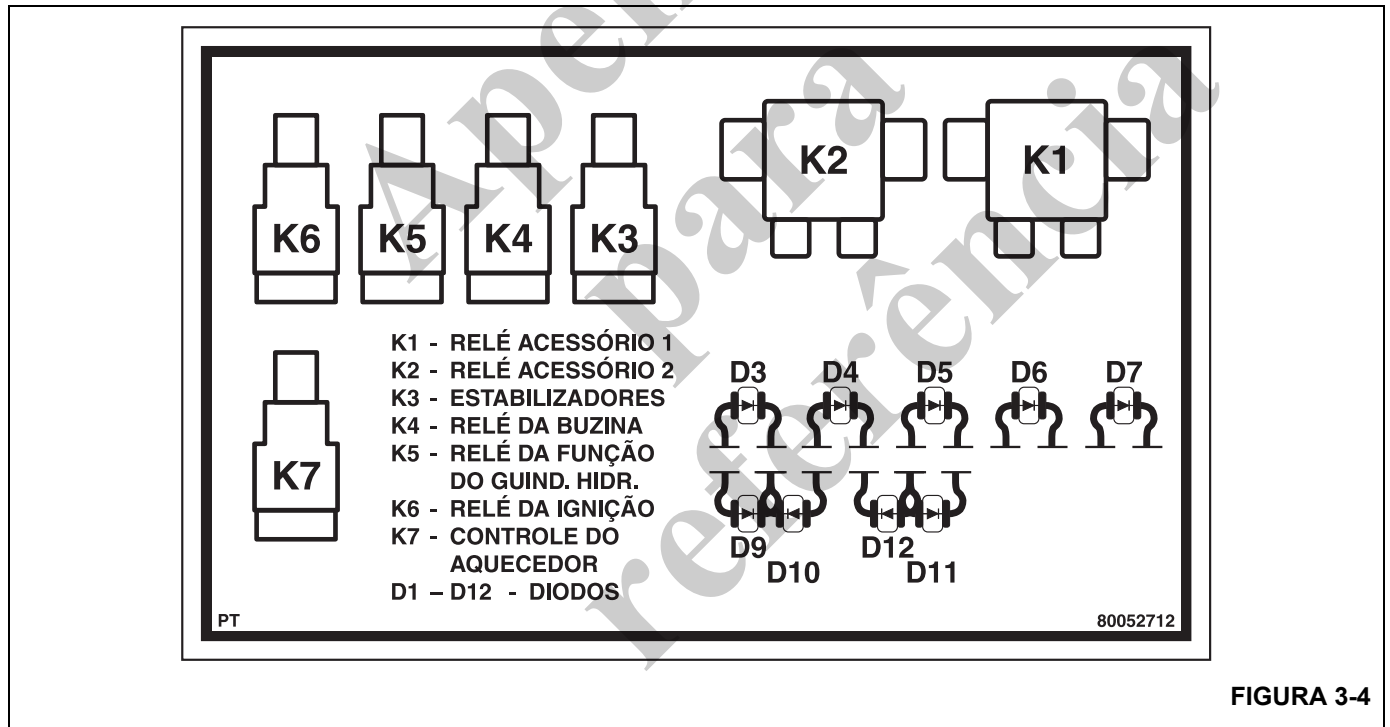 K6 K5 K4 K3 K2 K1
K7
K1 - RELÉ ACESSÓRIO 1
K2 - RELÉ ACESSÓRIO 2
K3 - ESTABILIZADORES
K4 - RELÉ DA BUZINA
K5 - RELÉ DA FUNÇÃO
DO GUIND. HIDR.
K6 - RELÉ DA IGNIÇÃO
K7 - CONTROLE DO
AQUECEDOR
D1 – D12 - DIODOS
D3 D4 D5 D6 D7
D9 D10 D12 D11
PT
80052712
FIGURA 3-4
para
referência